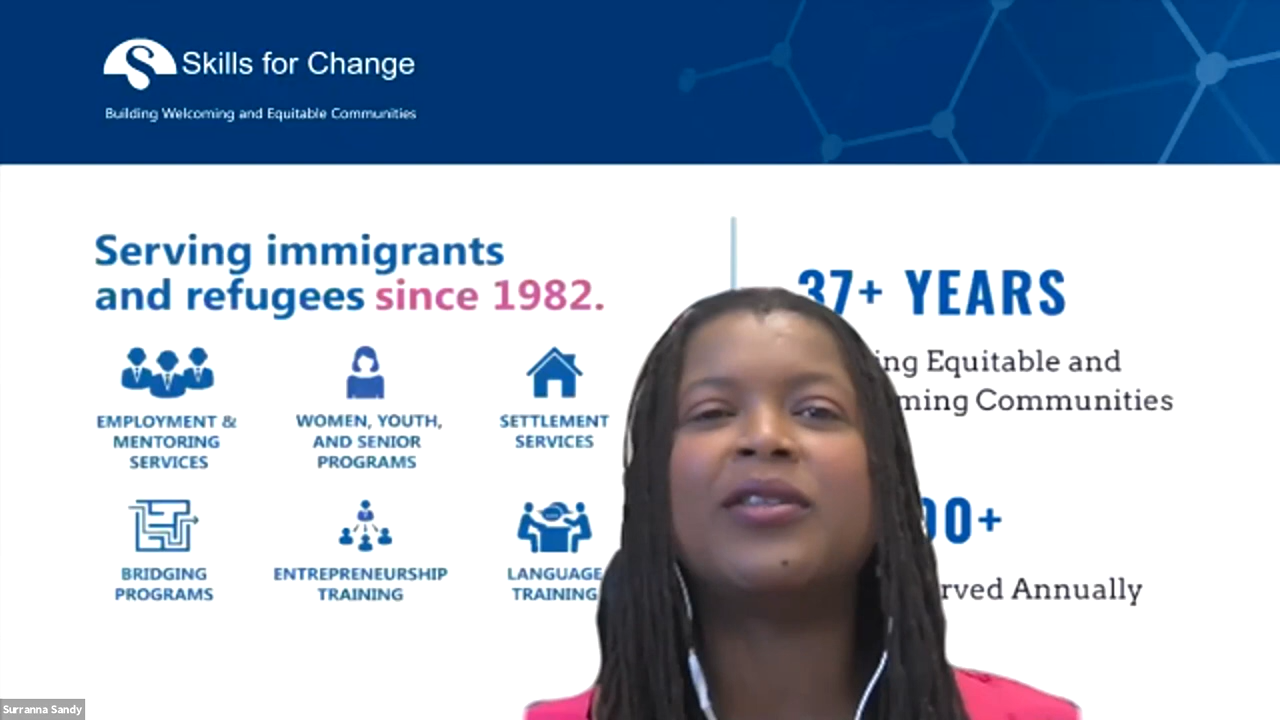 Skills for Change
Building Welcoming and Equitable Communities
Serving immigrants
and refugees since 1982.
EMPLOYMENT &
MENTORING
SERVICES
WOMEN, YOUTH,
AND SENIOR
PROGRAMS
SETTLEMENT
SERVICES
BRIDGING
PROGRAMS
ENTREPRENEURSHIP
TRAINING
LANGUAGE
TRAINING
37+ YEARS
Equitable and
Communities
Annually
Surranna Sandy